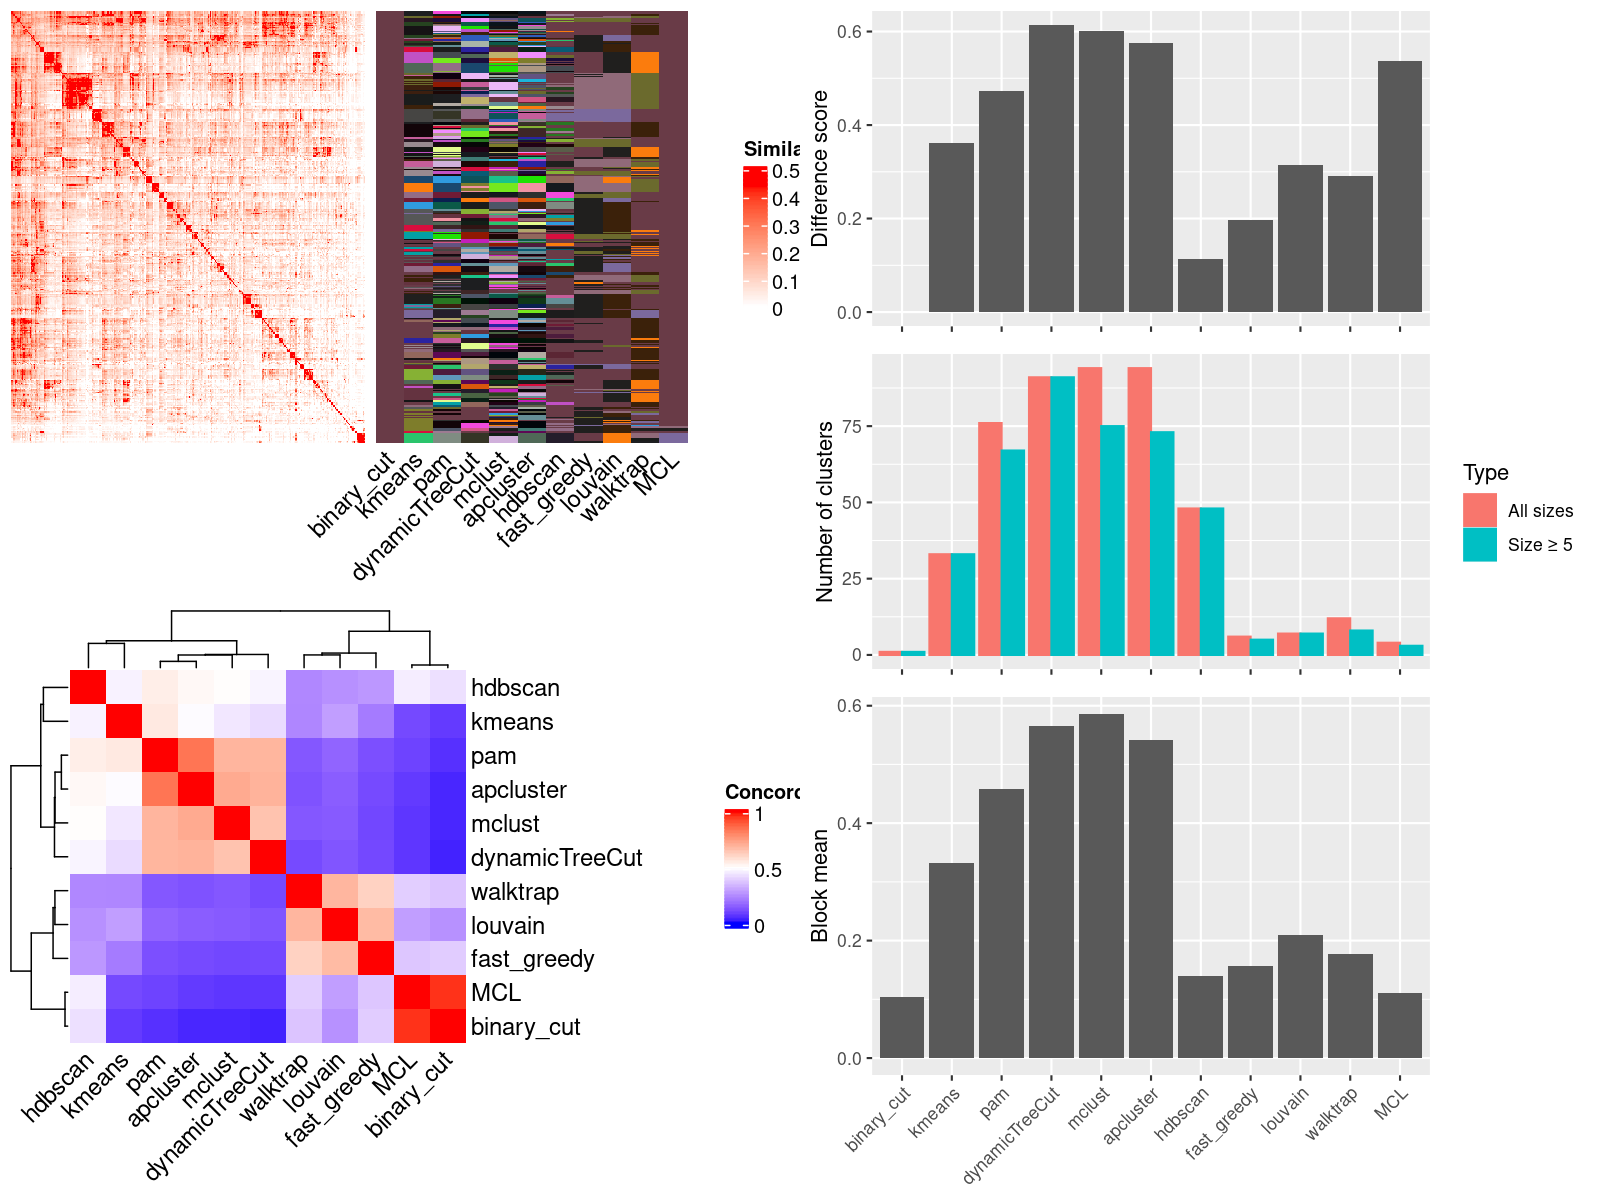 Simila
0.5
0.4
0.3
0.2
0.1
0
binary_cut
kmeans
pam
dynamicTreeCut
mclust
apcluster
hdbscan
fast_greedy
louvain
walktrap
MCL
Difference score
0.6
0.4
0.2
0.0
Number of clusters
75
50
25
0
Type
All sizes
Size ≥ 5
hdbscan
kmeans
pam
apcluster
mclust
dynamicTreeCut
walktrap
louvain
fast_greedy
MCL
binary_cut
hdbscan
kmeans
pam
apcluster
mclust
dynamicTreeCut
walktrap
louvain
fast_greedy
MCL
binary_cut
Concord
1
0.5
0
Block mean
0.6
0.4
0.2
0.0
binary_cut
kmeans
pam
dynamicTreeCut
mclust
apcluster
hdbscan
fast_greedy
louvain
walktrap
MCL